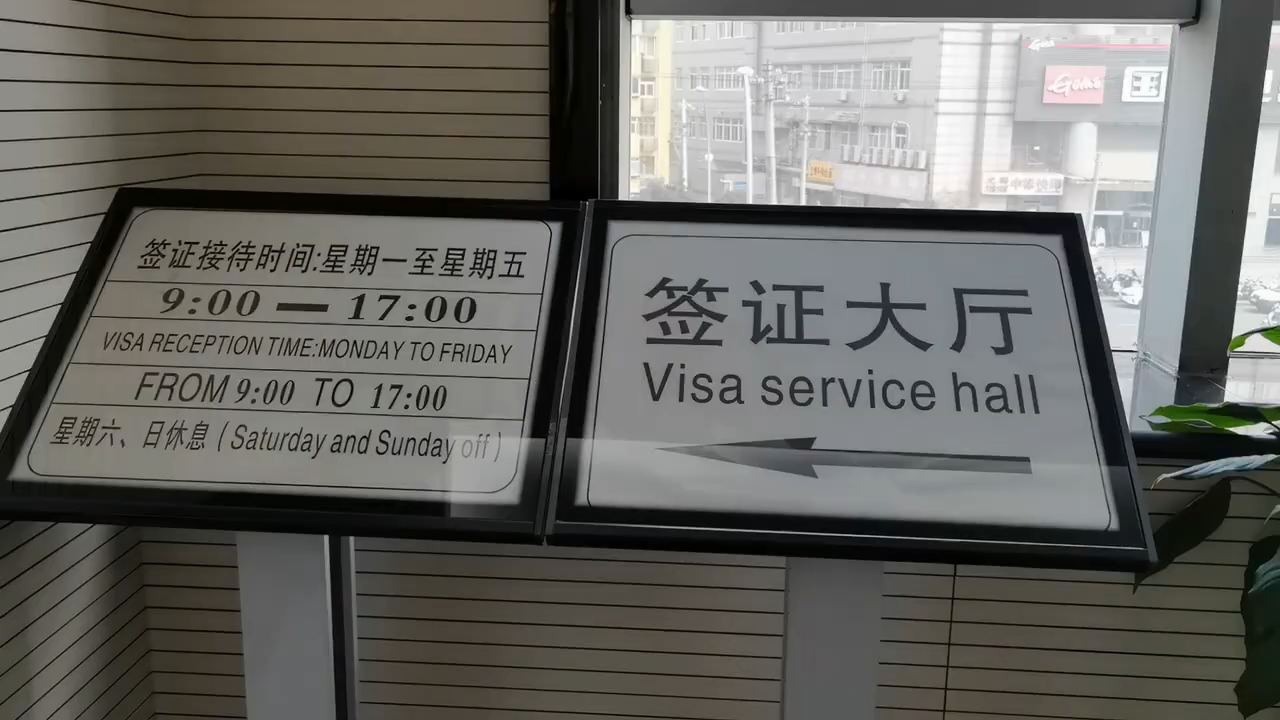 签证接待时间:星期一至星期五
9:00 — 17:00
VISA RECEPTION TIME:MONDAY TO FRIDAY
FROM 9:00 TO 17:00
星期六、日休息 ( Saturday and Sunday off )
签证大厅
Visa service hall